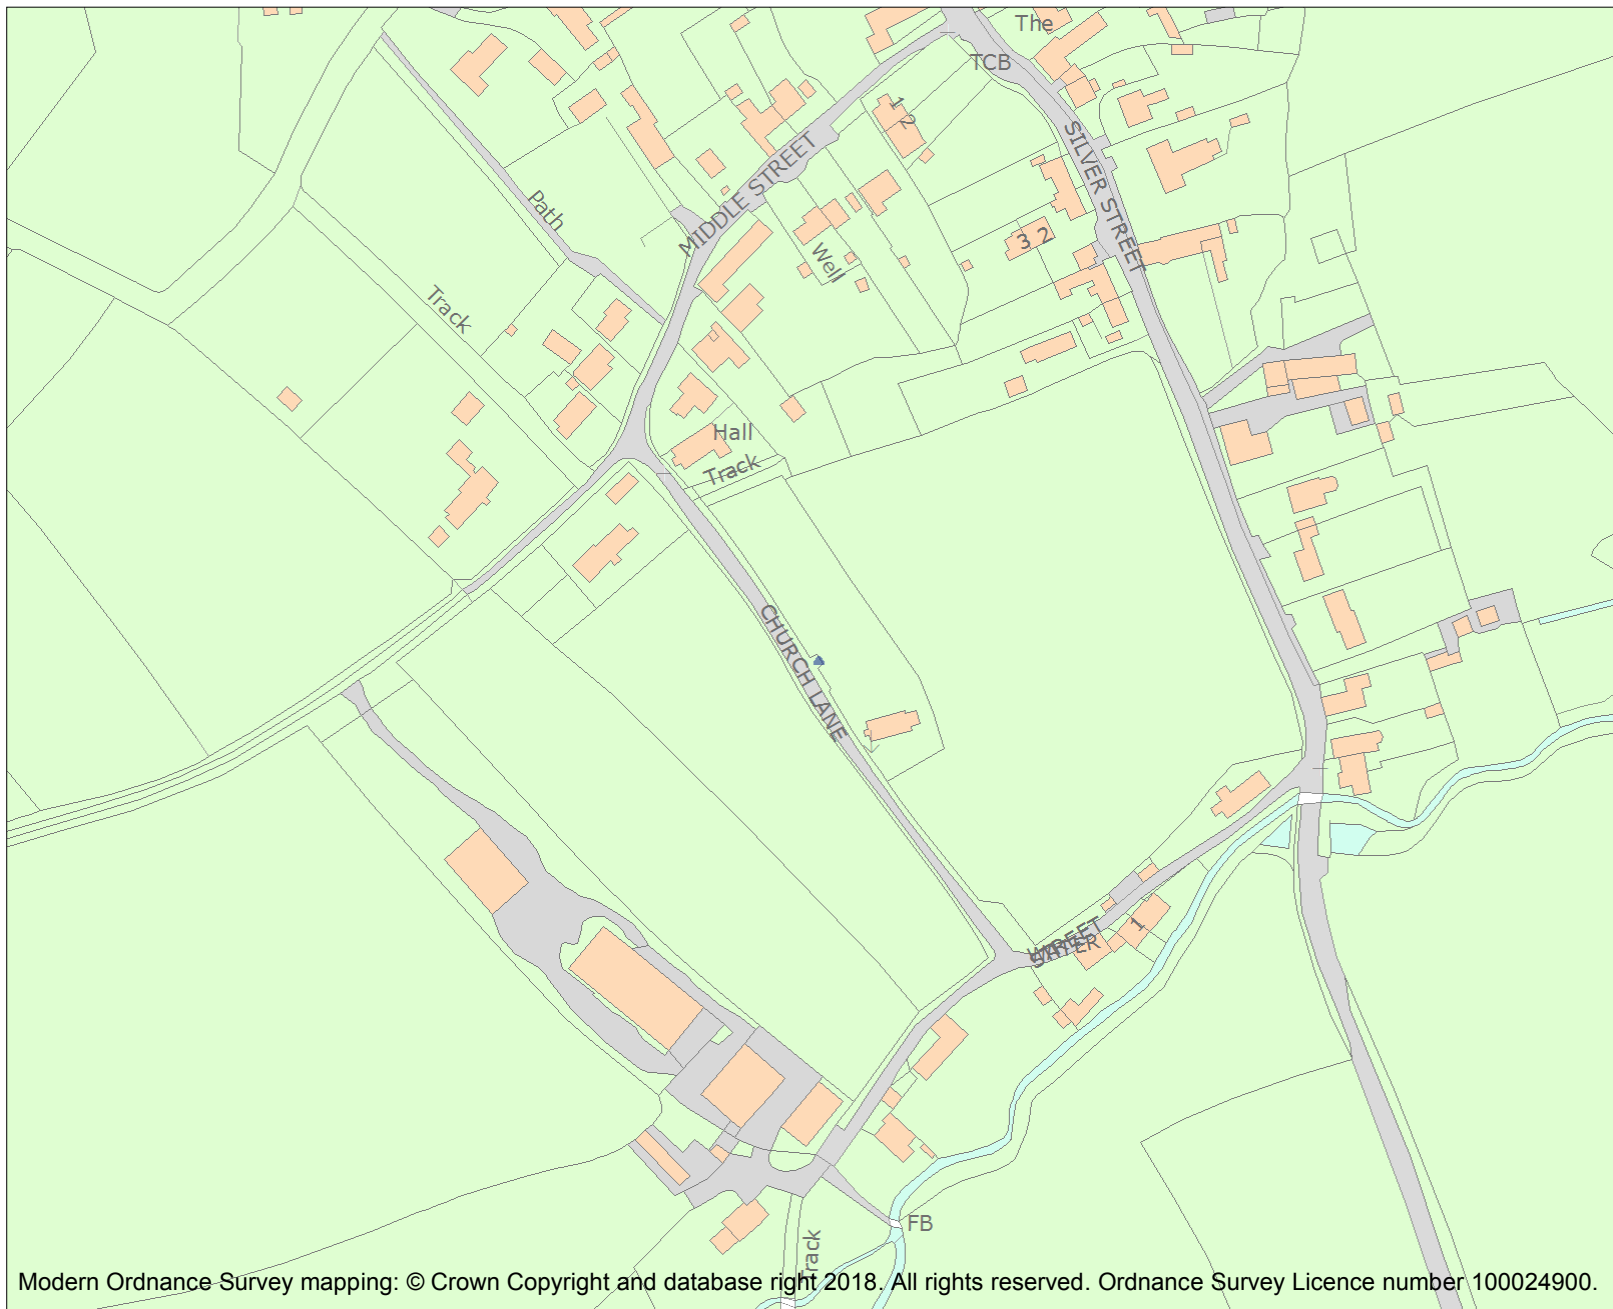 The
TCB
1 2
SILVER STREET
MIDDLE STREET
Path
3 2
Well
Track
Hall
Track
CHURCH LANE
1
WATER
STREET
FB
Track
Modern Ordnance Survey mapping: © Crown Copyright and database right 2018. All rights reserved. Ordnance Survey Licence number 100024900.